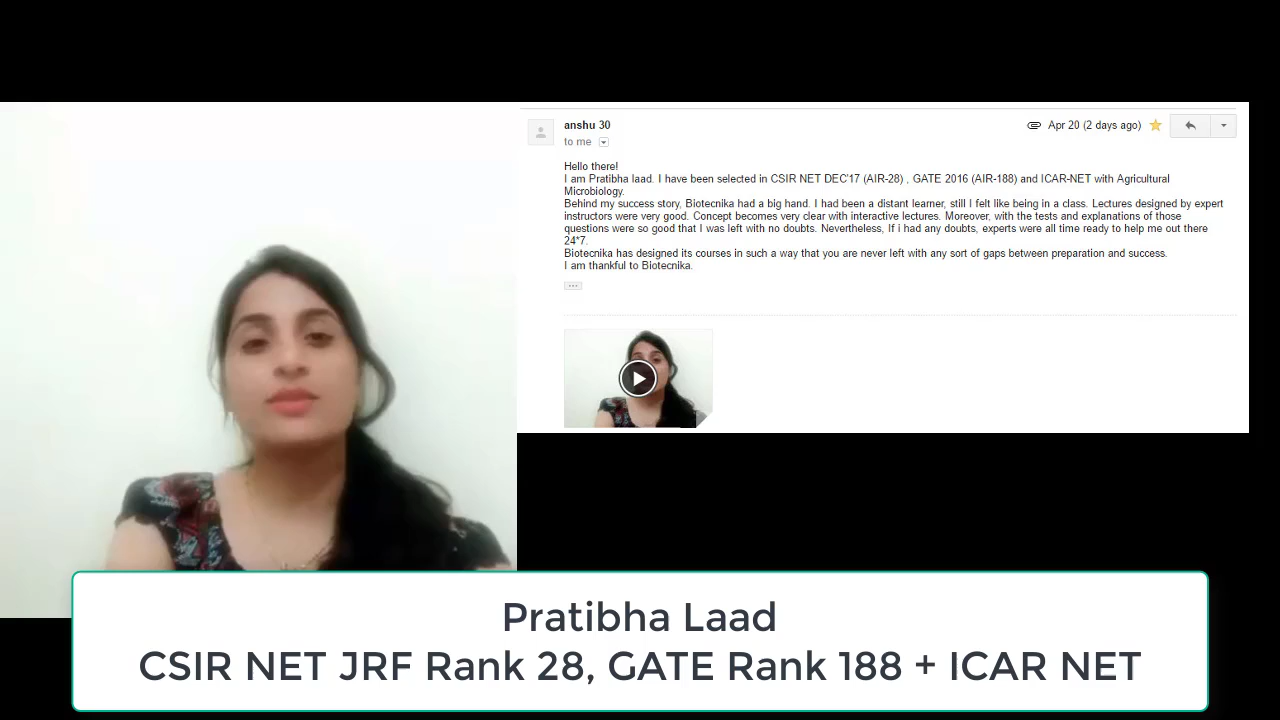 anshu 30
Apr 20 (2 days ago)
to me
Hello there!
I am Pratibha laad. I have been selected in CSIR NET DEC'17 (AIR-28) , GATE 2016 (AIR-188) and ICAR-NET with Agricultural
Microbiology.
Behind my success story, Biotecnika had a big hand. I had been a distant learner, still I felt like being in a class. Lectures designed by expert
instructors were very good. Concept becomes very clear with interactive lectures. Moreover, with the tests and explanations of those
questions were so good that I was left with no doubts. Nevertheless, If i had any doubts, experts were all time ready to help me out there
24*7.
Biotecnika has designed its courses in such a way that you are never left with any sort of gaps between preparation and success.
I am thankful to Biotecnika.
Pratibha Laad
CSIR NET JRF Rank 28, GATE Rank 188 + ICAR NET